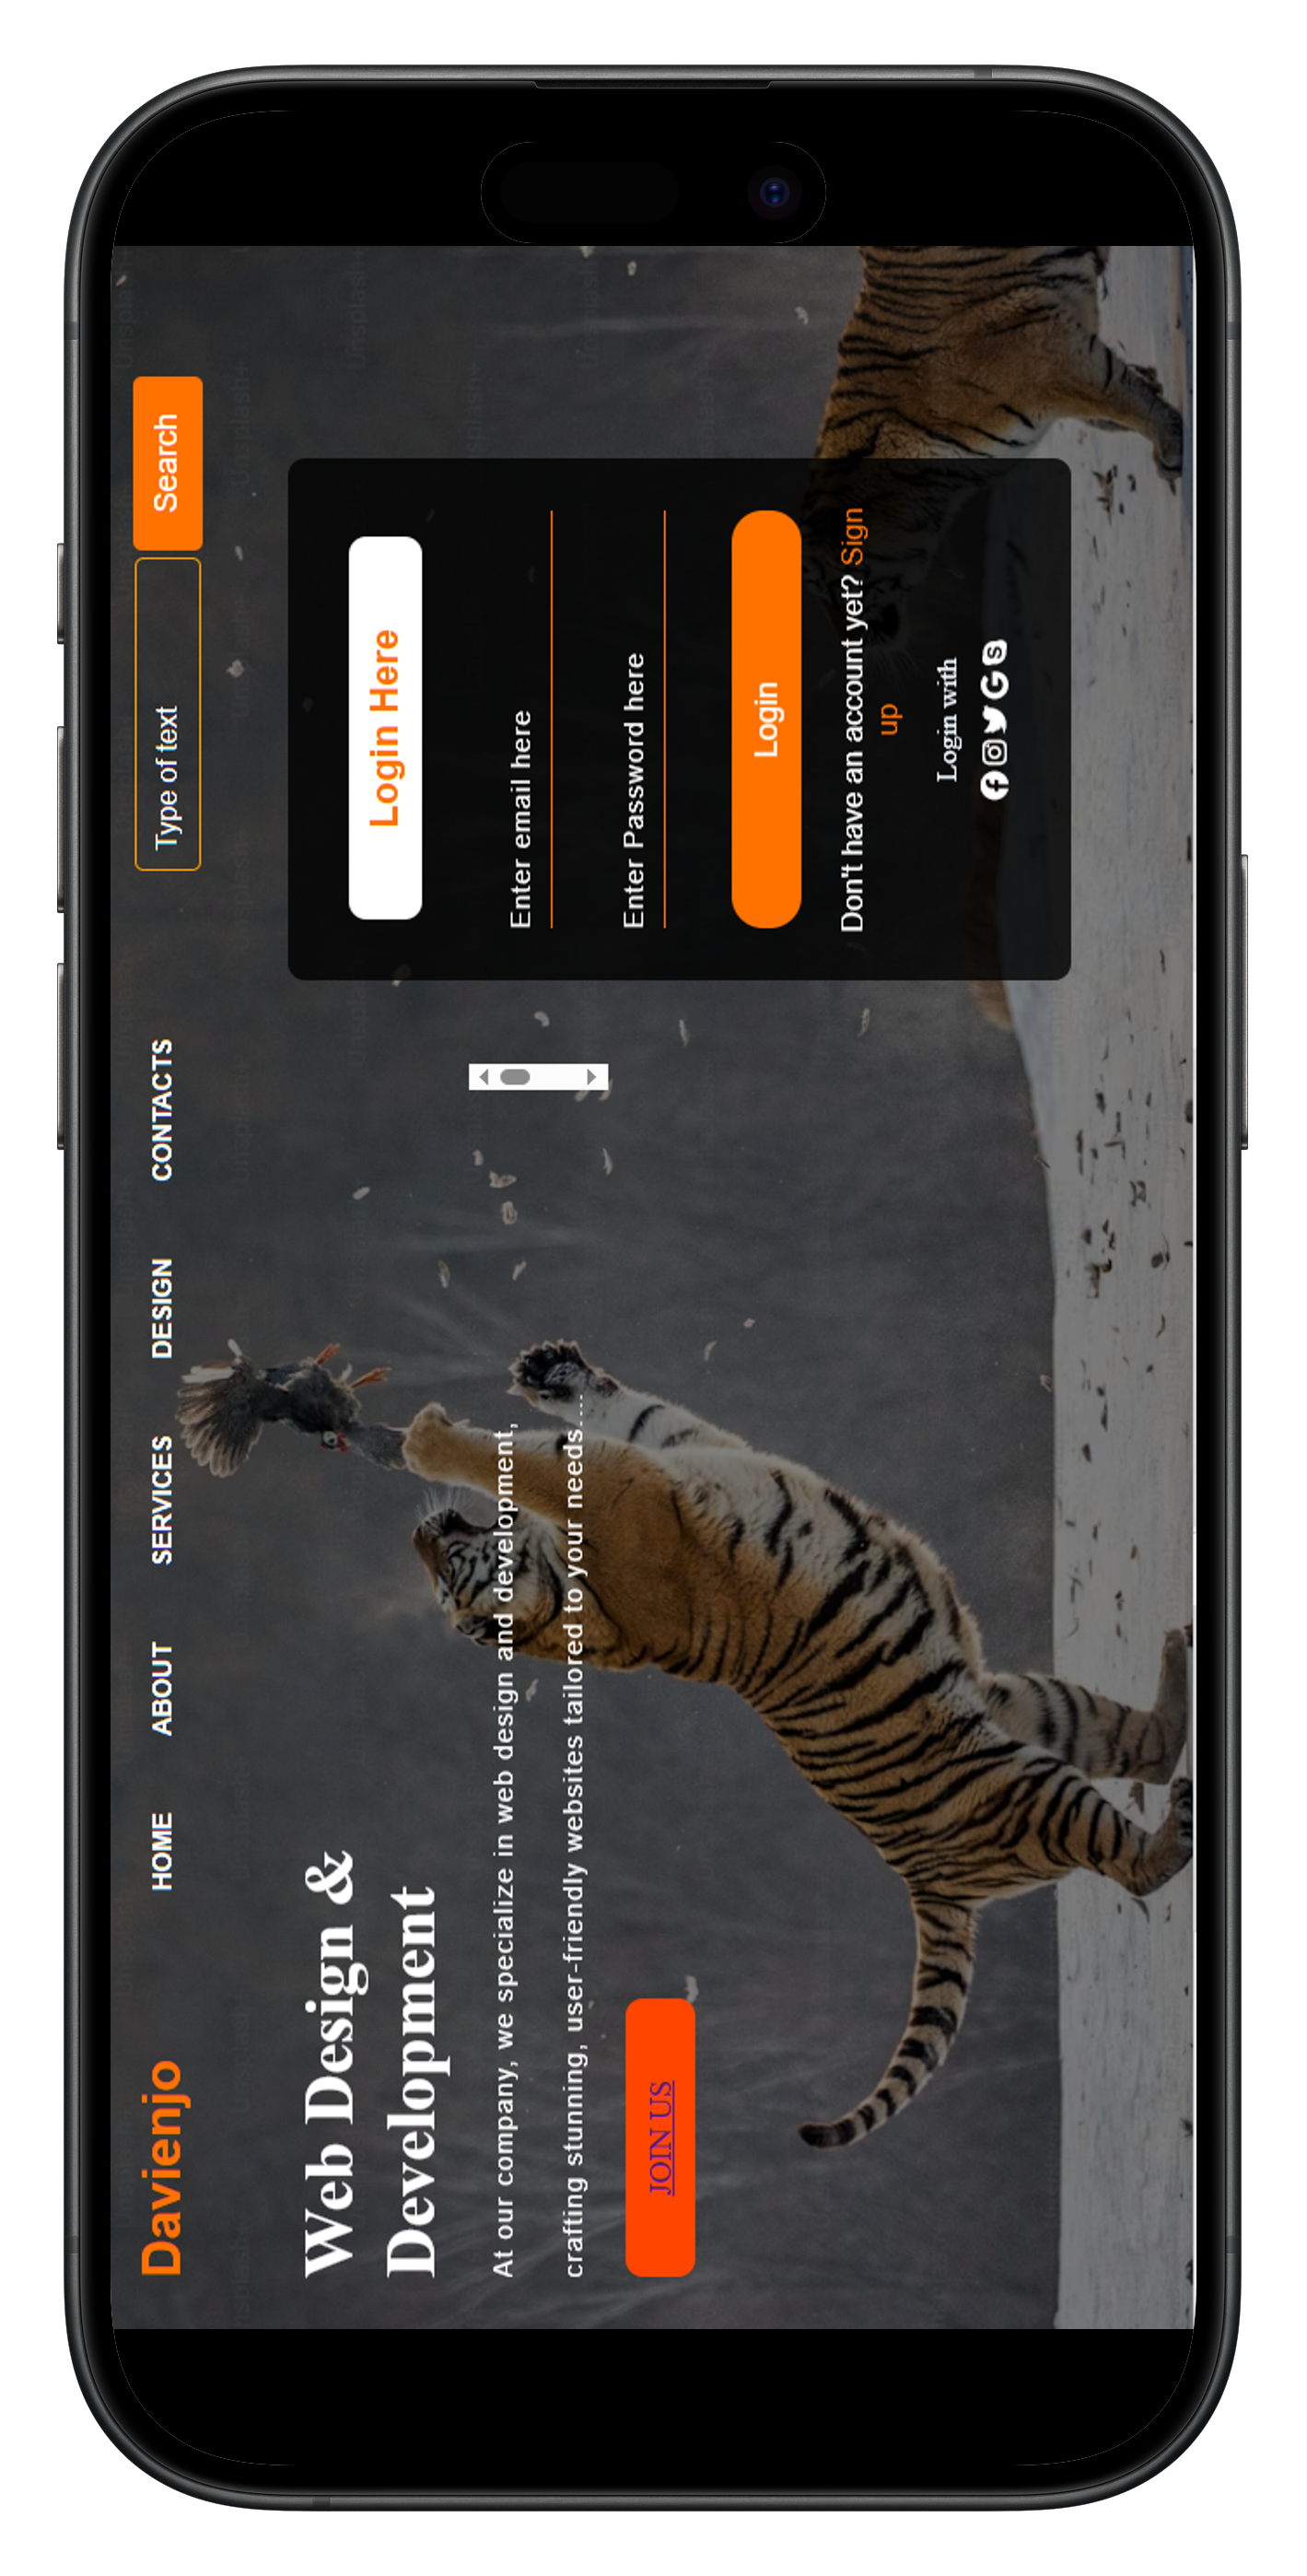 Davienjo
HOME
ABOUT
SERVICES
DESIGN
CONTACTS
Type of text
Search
Web Design &
Development
At our company, we specialize in web design and development,
crafting stunning, user-friendly websites tailored to your needs....
JOIN US
Login Here
Enter email here
Enter Password here
Login
Don't have an account yet? Sign
up
Login with
Unsplash+